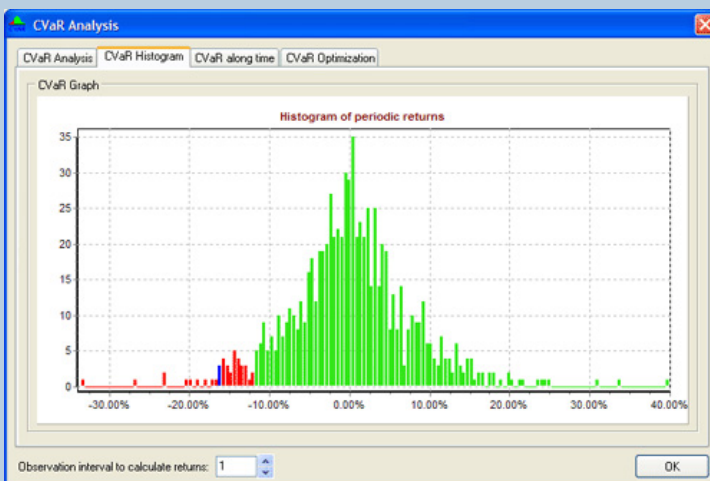 CVaR Analysis
CVaR Analysis CVaR Histogram CVaR along time CVaR Optimization
CVaR Graph
Histogram of periodic returns
35
30
25
20
15
10
5
0
-30.00% -20.00% -10.00% 0.00% 10.00% 20.00% 30.00% 40.00%
Observation interval to calculate returns: 1 OK